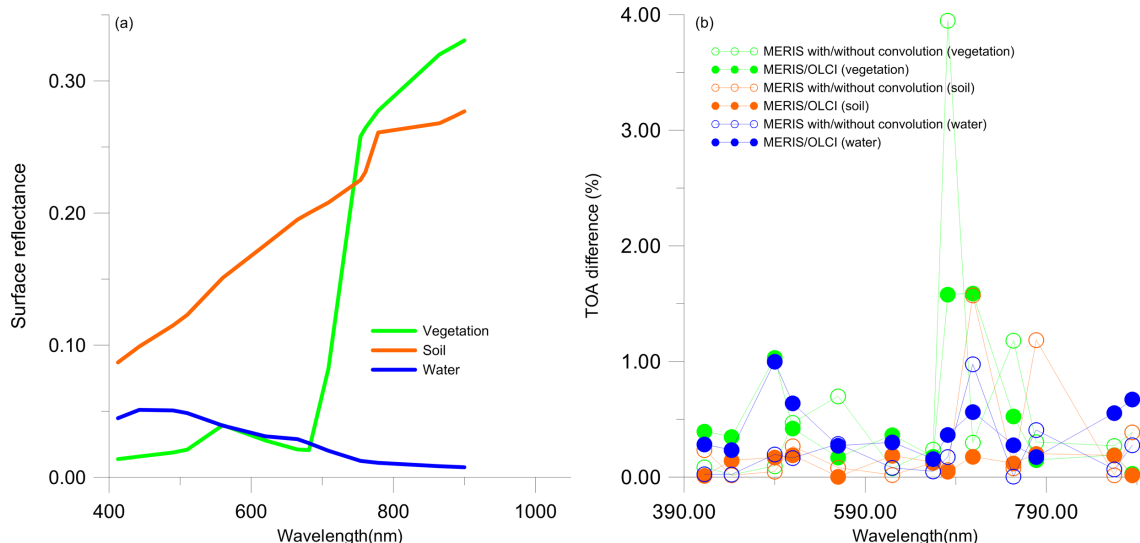 (a)
0.30
0.20
0.10
0.00
Surface reflectance
Vegetation
Soil
Water
400
600
800
1000
Wavelength(nm)
(b)
4.00
3.00
2.00
1.00
0.00
TOA difference (%)
MERIS with/without convolution (vegetation)
MERIS/OLCI (vegetation)
MERIS with/without convolution (soil)
MERIS/OLCI (soil)
MERIS with/without convolution (water)
MERIS/OLCI (water)
390.00
590.00
790.00
Wavelength(nm)